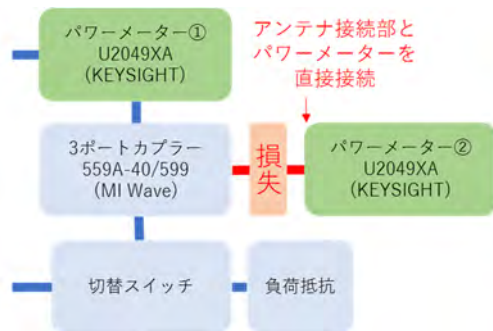 パワーメーター①
U2049XA
(KEYSIGHT)
アンテナ接続部と
パワーメーターを
直接接続
3ポートカプラー
559A-40/599
(MI Wave)
損失
パワーメーター②
U2049XA
(KEYSIGHT)
切替スイッチ
負荷抵抗